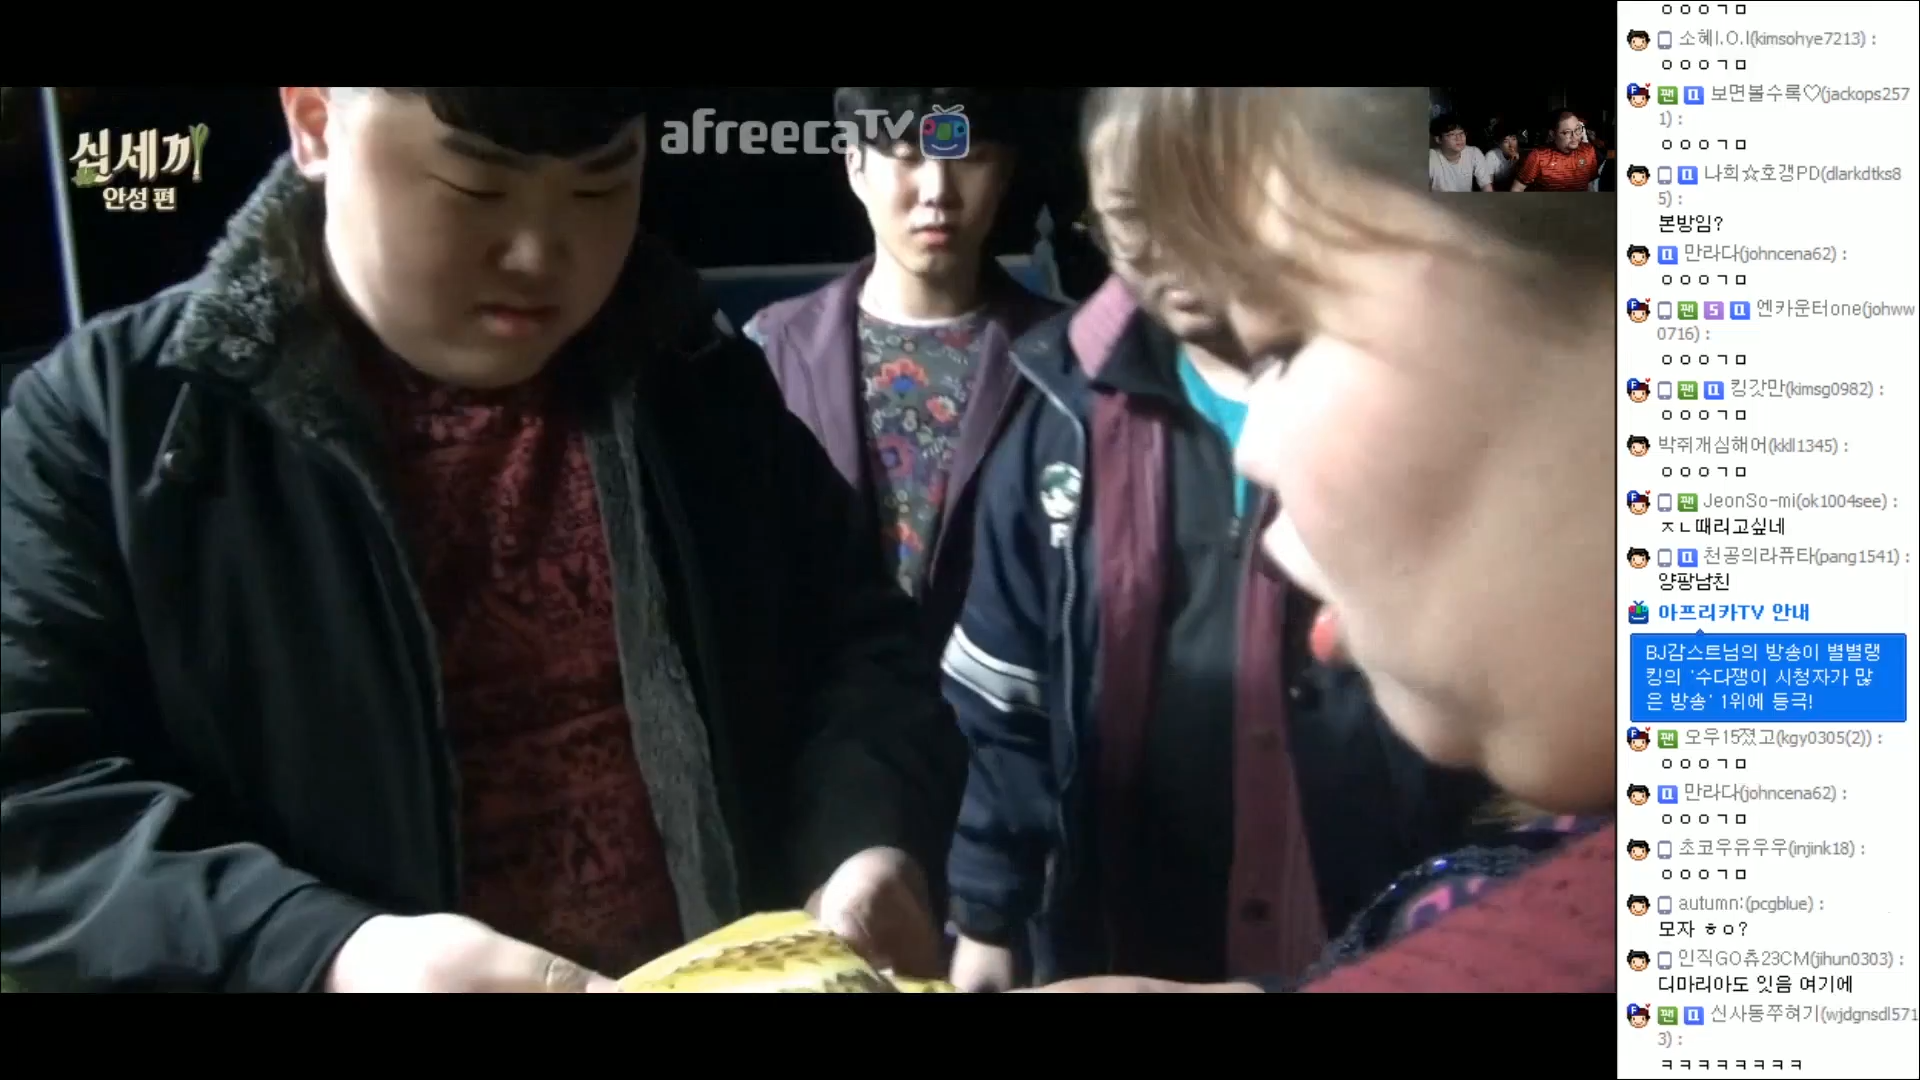 십세끼
안성 편
afreecaTV
ㅇㅇㅇㄱㅁ
소혜I.O.I(kimsohye7213) :
ㅇㅇㅇㄱㅁ
팬 보면볼수록♡(jackops257
1) :
ㅇㅇㅇㄱㅁ
나희☆호갱PD(dlarkdtks8
5) :
본방임?
만라다(johncena62) :
ㅇㅇㅇㄱㅁ
팬 S 엔카운터one(johww
0716) :
ㅇㅇㅇㄱㅁ
팬 킹갓만(kimsg0982) :
ㅇㅇㅇㄱㅁ
박쥐개심해어(kkll1345) :
ㅇㅇㅇㄱㅁ
팬 JeonSo-mi(ok1004see) :
ㅈㄴ때리고싶네
천공의라퓨타(pang1541) :
양팡남친
아프리카TV 안내
BJ감스트님의 방송이 별별랭
킹의 '수다쟁이 시청자가 많
은 방송' 1위에 등극!
팬 오우15졌고(kgy0305(2)) :
ㅇㅇㅇㄱㅁ
만라다(johncena62) :
ㅇㅇㅇㄱㅁ
초코우유우우(injink18) :
ㅇㅇㅇㄱㅁ
autumn;(pcgblue) :
모자 ㅎㅇ?
인직GO츄23CM(jihun0303) :
디마리아도 잇음 여기에
팬 신사동쭈혀기(wjdgnsdl571
3) :
ㅋㅋㅋㅋㅋㅋㅋㅋ